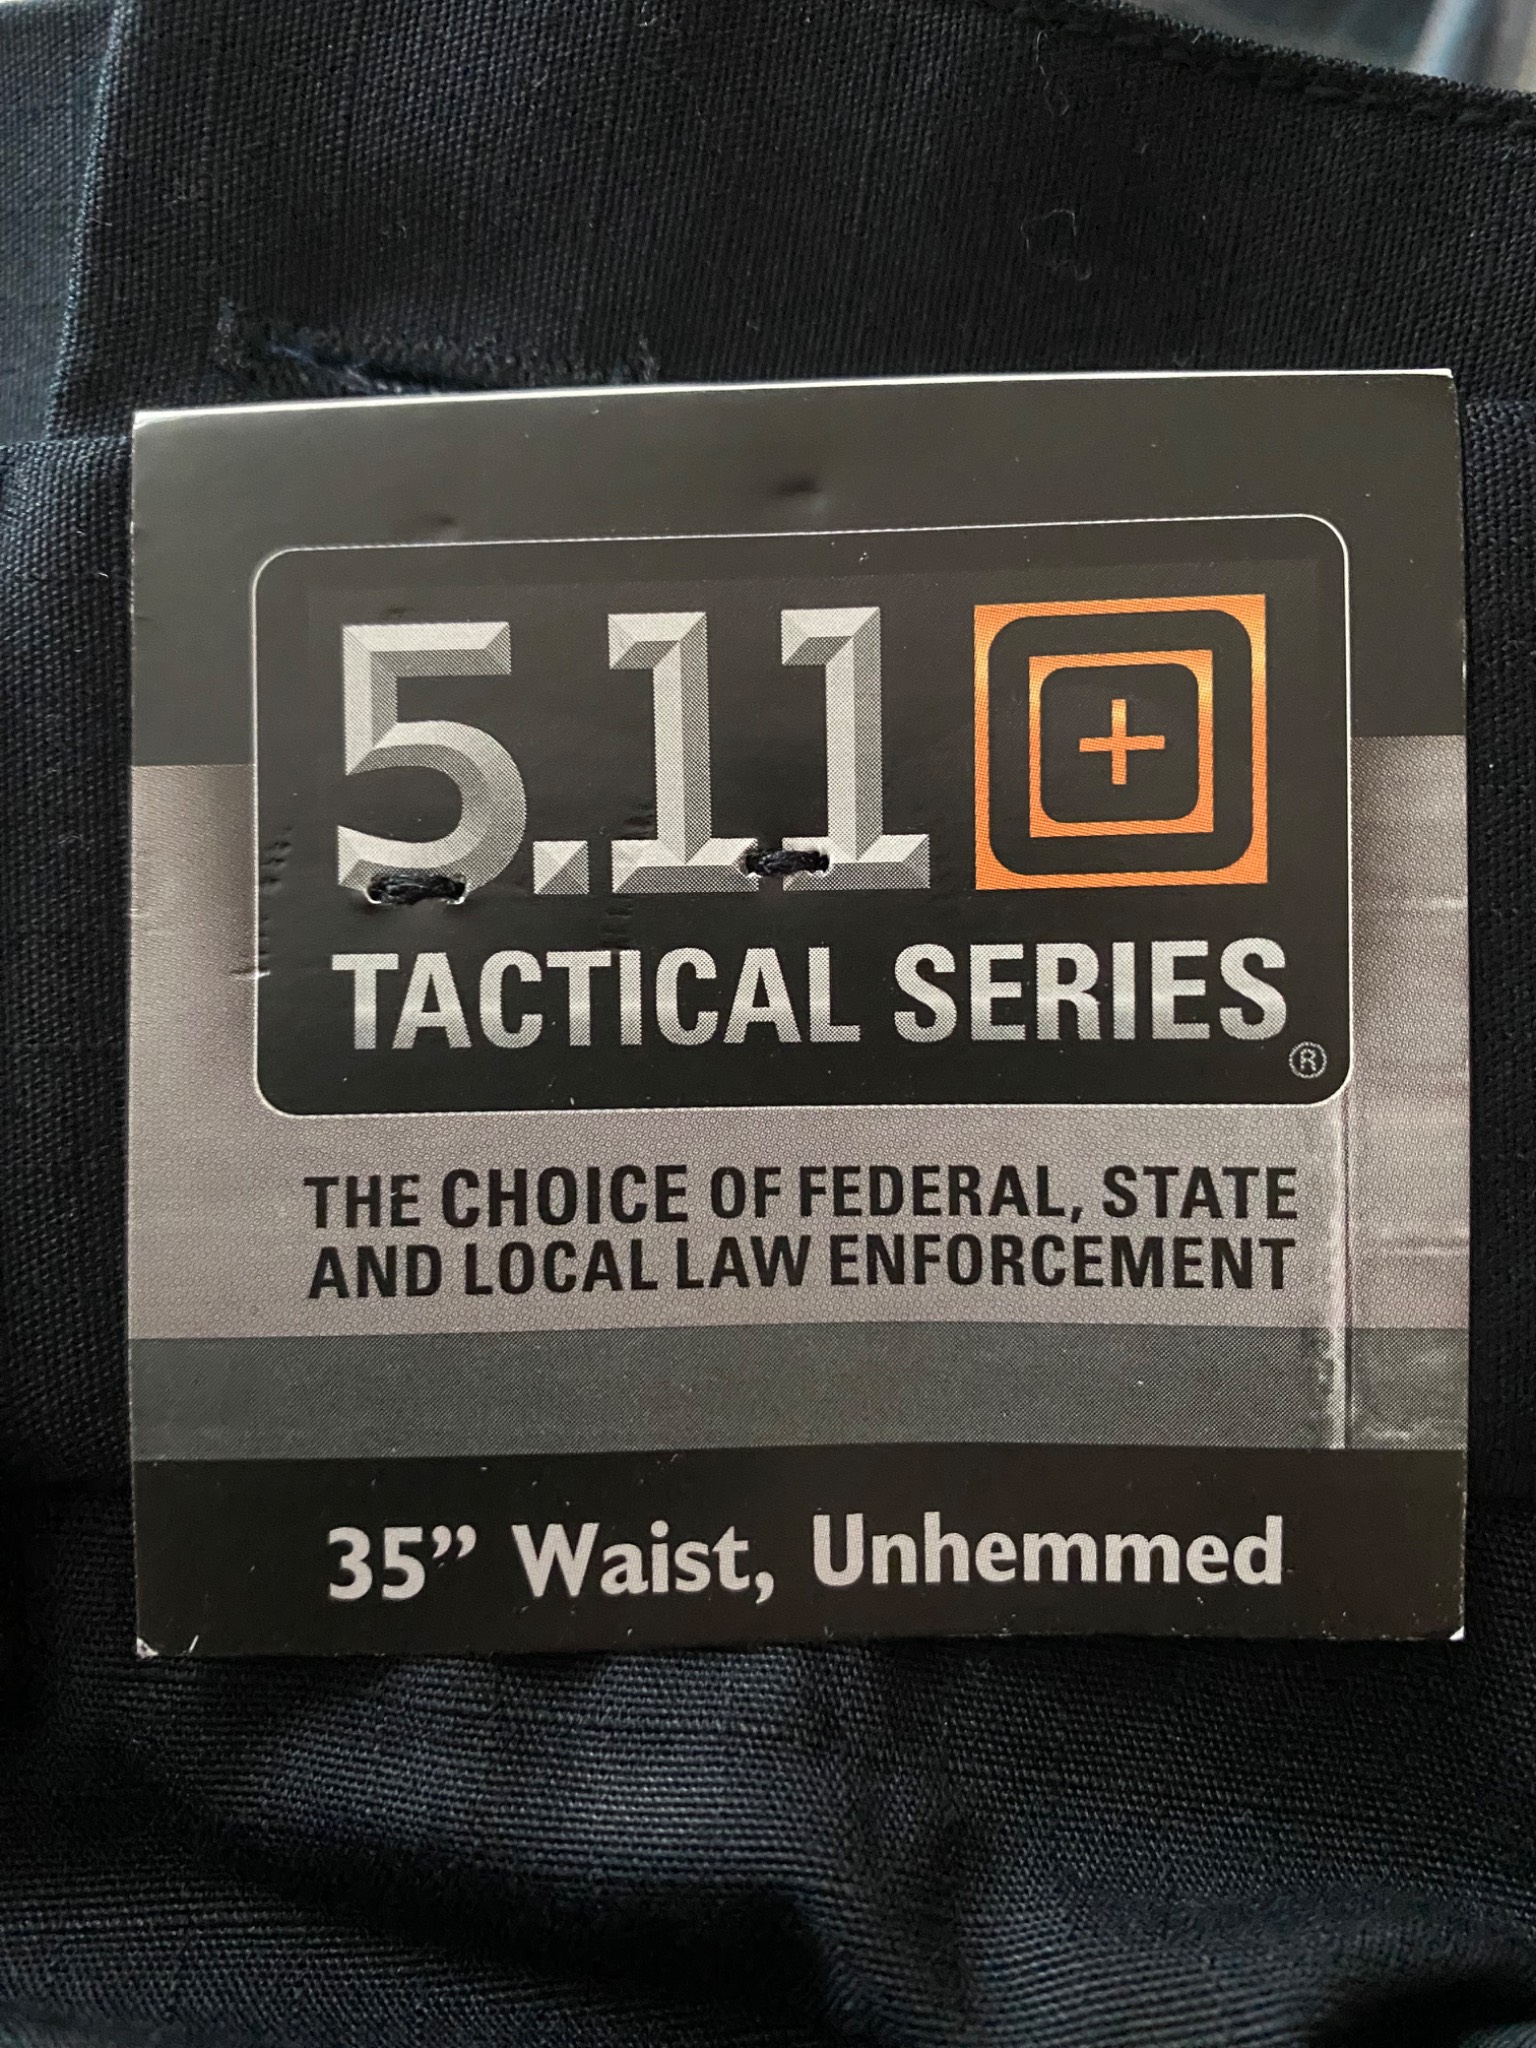 5.11
TACTICAL SERIES
®
THE CHOICE OF FEDERAL, STATE
AND LOCAL LAW ENFORCEMENT
35” Waist, Unhemmed